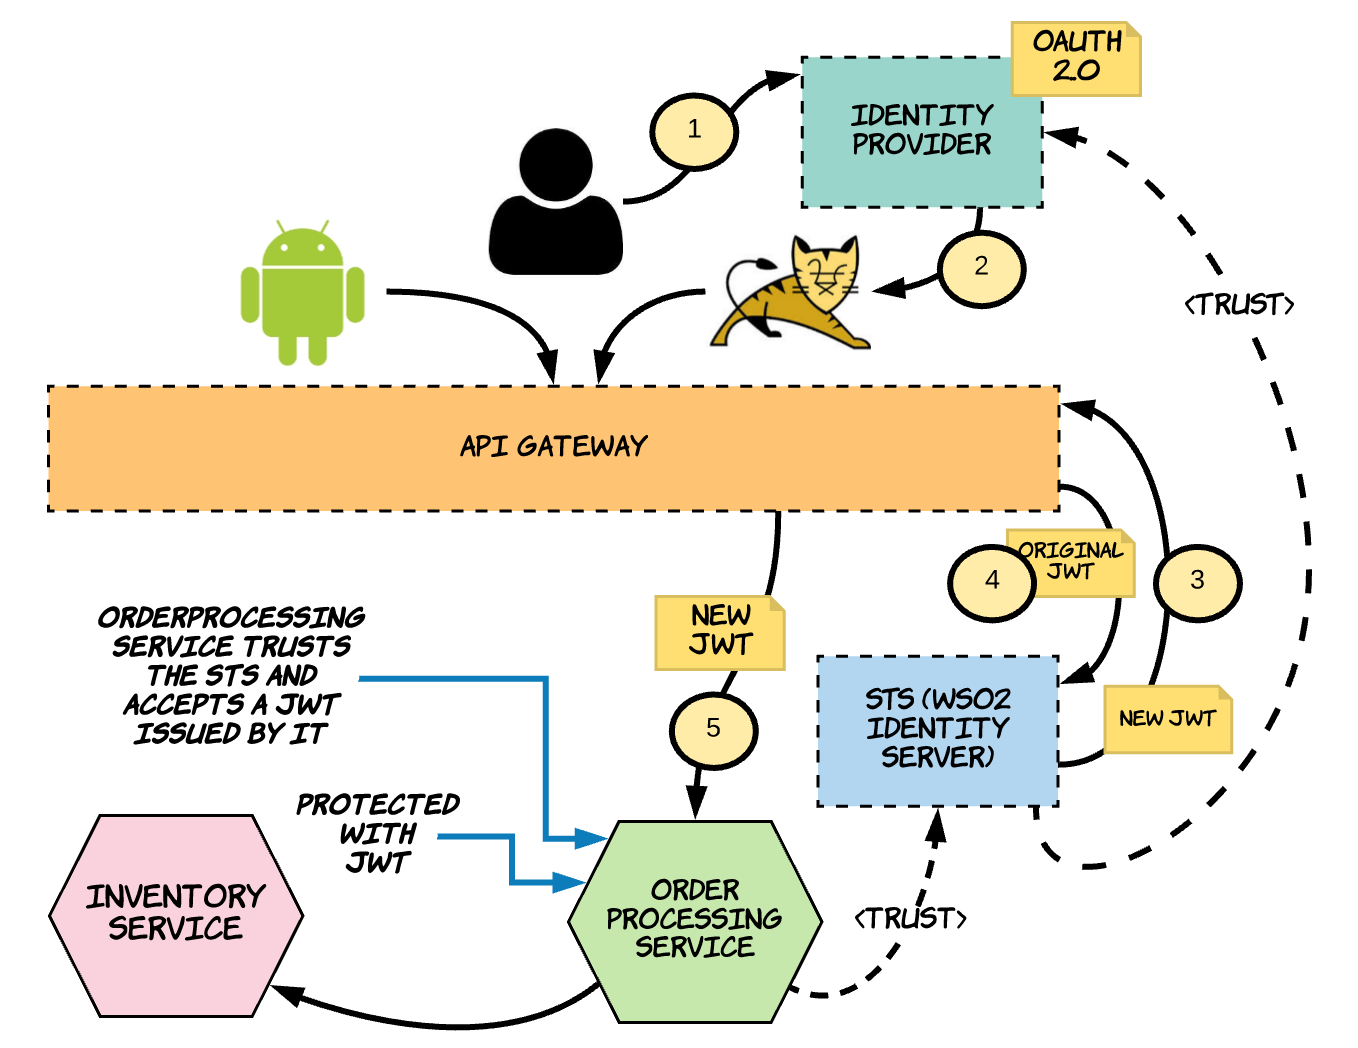 OAUTH
2.0
IDENTITY
PROVIDER
1
2
<TRUST>
API GATEWAY
ORIGINAL
JWT
4
3
NEW
JWT
ORDERPROCESSING
SERVICE TRUSTS
THE STS AND
ACCEPTS A JWT
ISSUED BY IT
STS (WSO2
IDENTITY
SERVER)
NEW JWT
5
PROTECTED
WITH
JWT
INVENTORY
SERVICE
ORDER
PROCESSING
SERVICE
<TRUST>